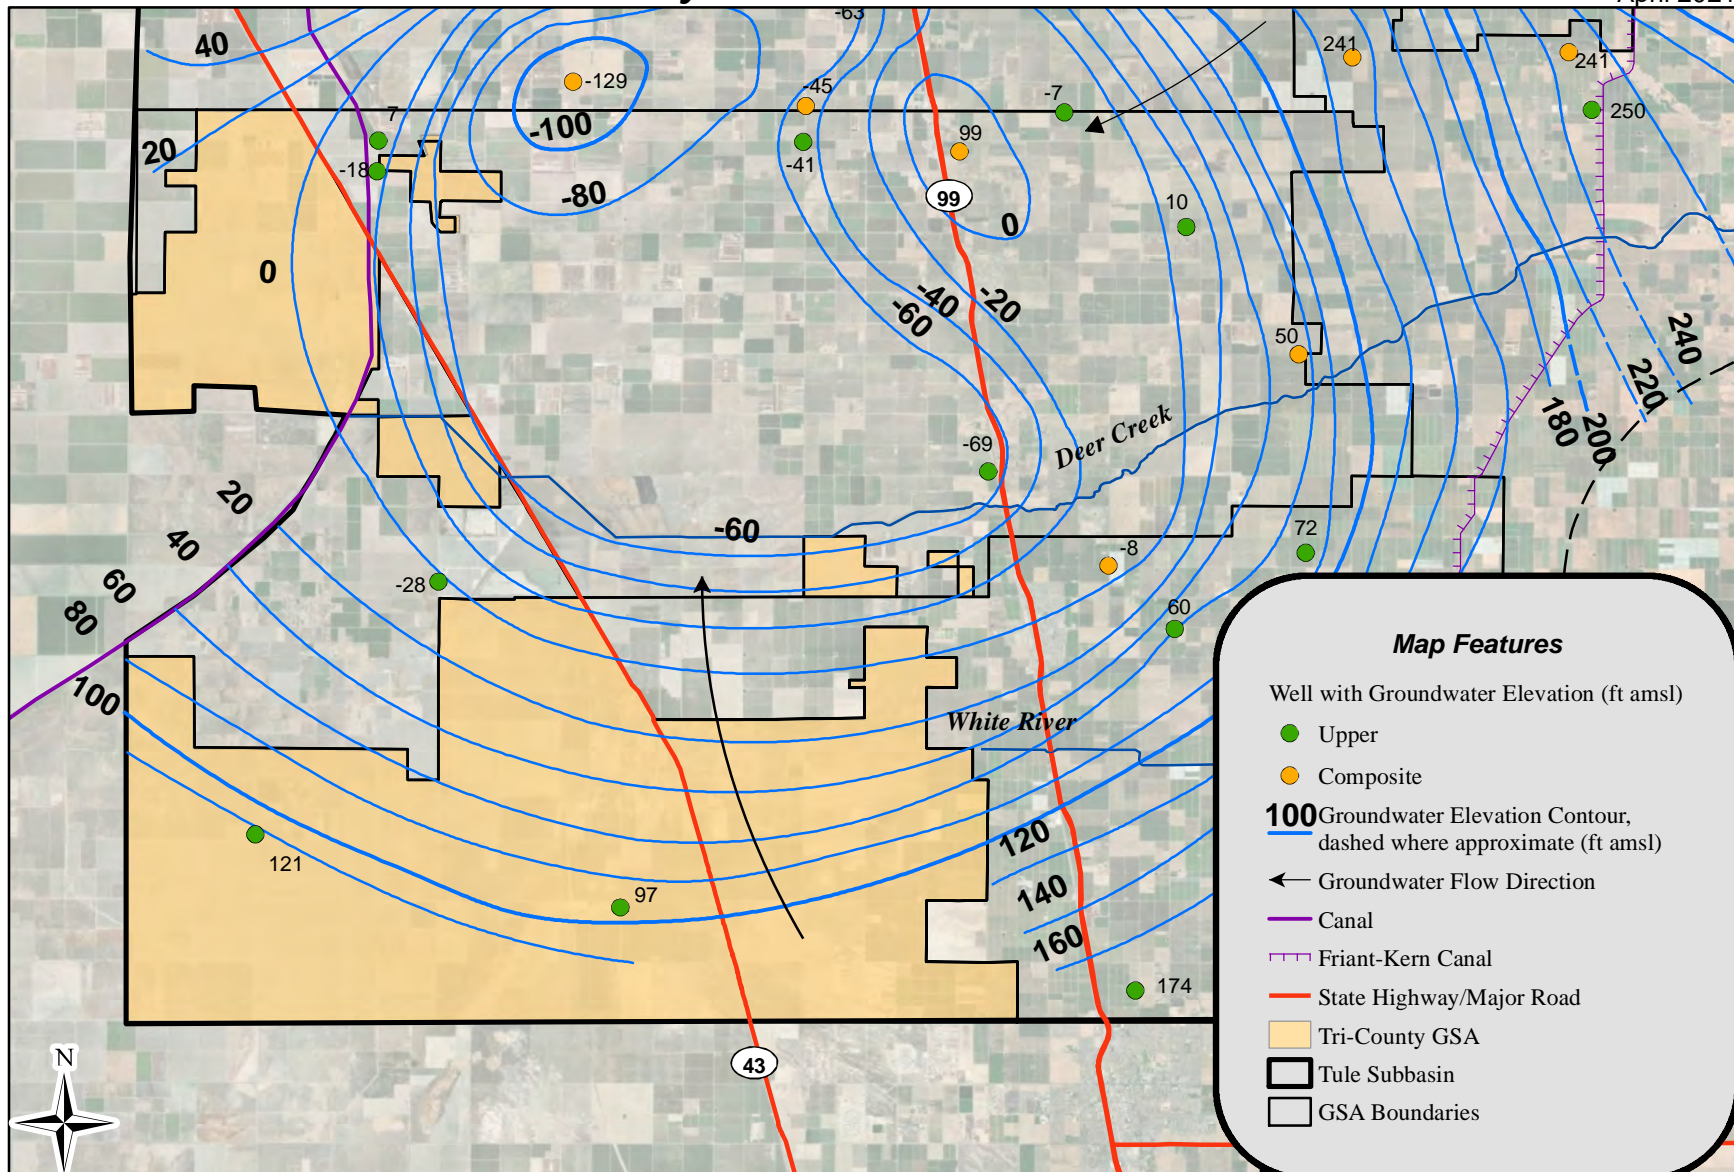 -63
40
241
241
-129
-45
-7
250
7
-100
99
20
-18
-41
-80
99
10
0
0
-40
-20
-60
50
240
220
180
200
Deer Creek
-69
20
40
-60
72
-8
60
-28
60
80
100
White River
120
121
97
140
160
174
43
N
Map Features
Well with Groundwater Elevation (ft amsl)
Upper
Composite
100 Groundwater Elevation Contour,
dashed where approximate (ft amsl)
Groundwater Flow Direction
Canal
Friant-Kern Canal
State Highway/Major Road
Tri-County GSA
Tule Subbasin
GSA Boundaries